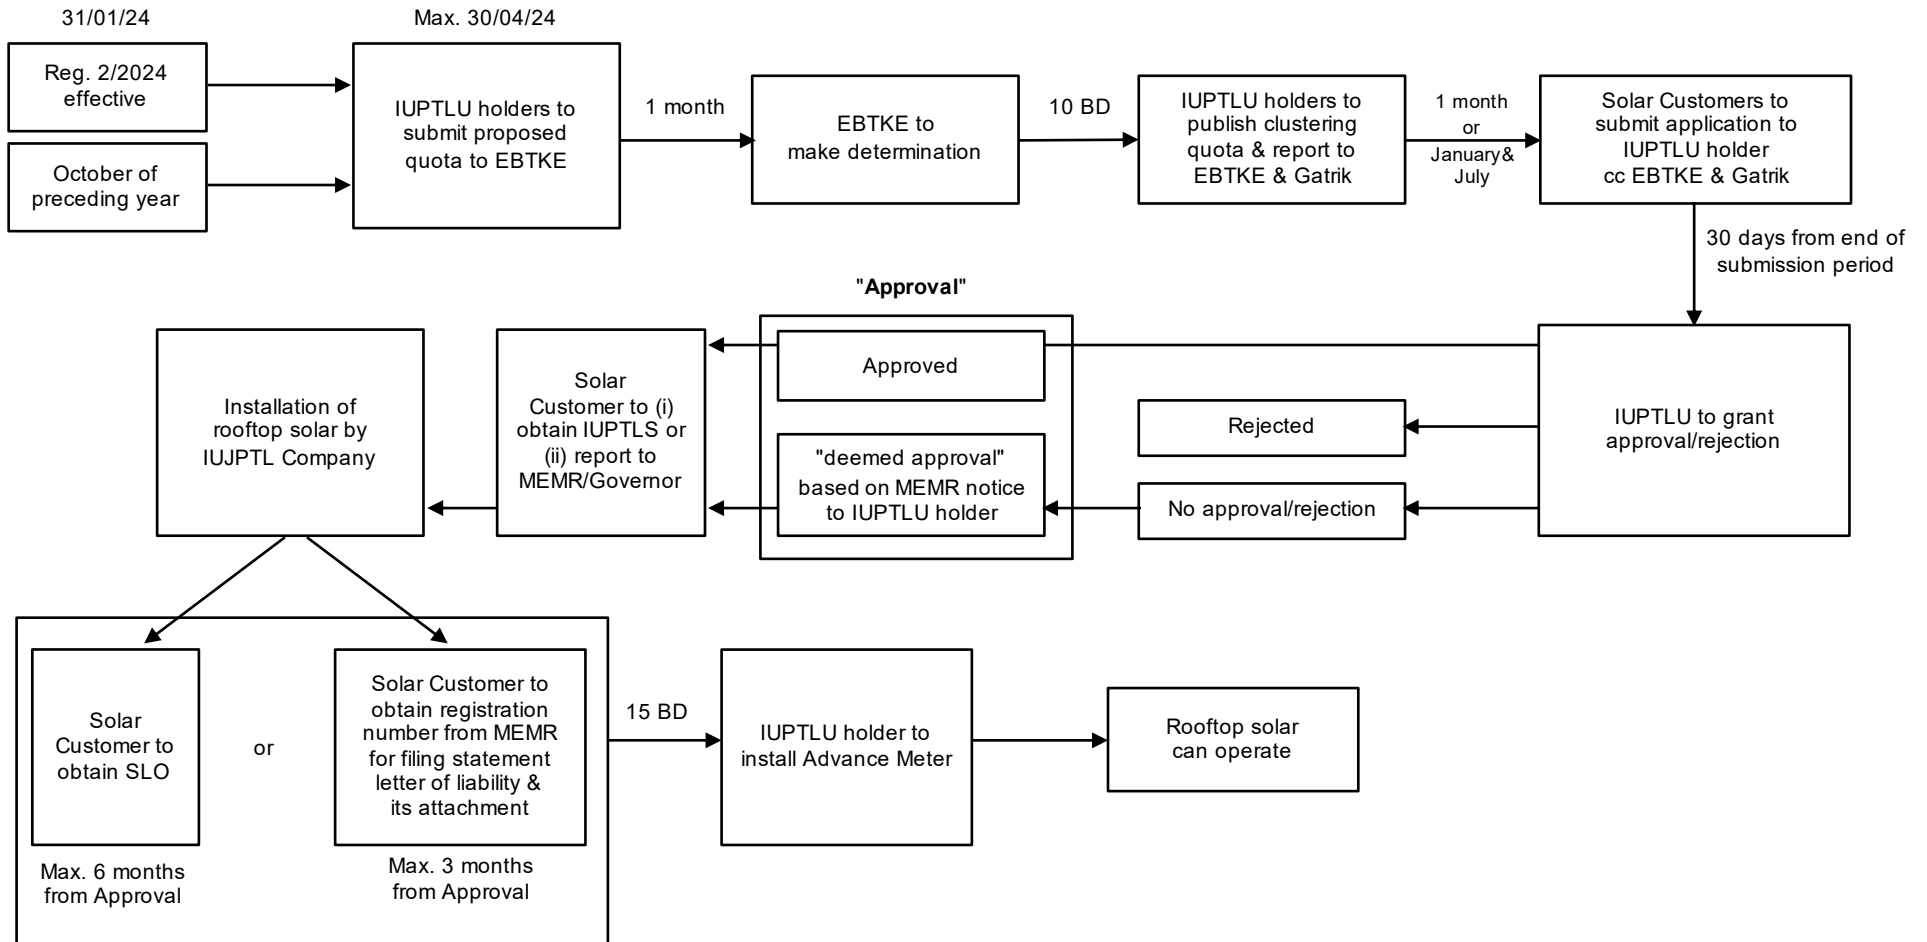 31/01/24
Max. 30/04/24
Reg. 2/2024
effective
October of
preceding year
IUPTLU holders to
submit proposed
quota to EBTKE
1 month
EBTKE to
make determination
10 BD
IUPTLU holders to
publish clustering
quota & report to
EBTKE & Gatrik
1 month
or
January&
July
Solar Customers to
submit application to
IUPTLU holder
cc EBTKE & Gatrik
30 days from end of
submission period
IUPTLU to grant
approval/rejection
Rejected
No approval/rejection
"Approval"
Approved
"deemed approval"
based on MEMR notice
to IUPTLU holder
Solar
Customer to (i)
obtain IUPTLS or
(ii) report to
MEMR/Governor
Installation of
rooftop solar by
IUJPTL Company
Solar
Customer to
obtain SLO
Max. 6 months
from Approval
or
Solar Customer to
obtain registration
number from MEMR
for filing statement
letter of liability &
its attachment
Max. 3 months
from Approval
15 BD
IUPTLU holder to
install Advance Meter
Rooftop solar
can operate